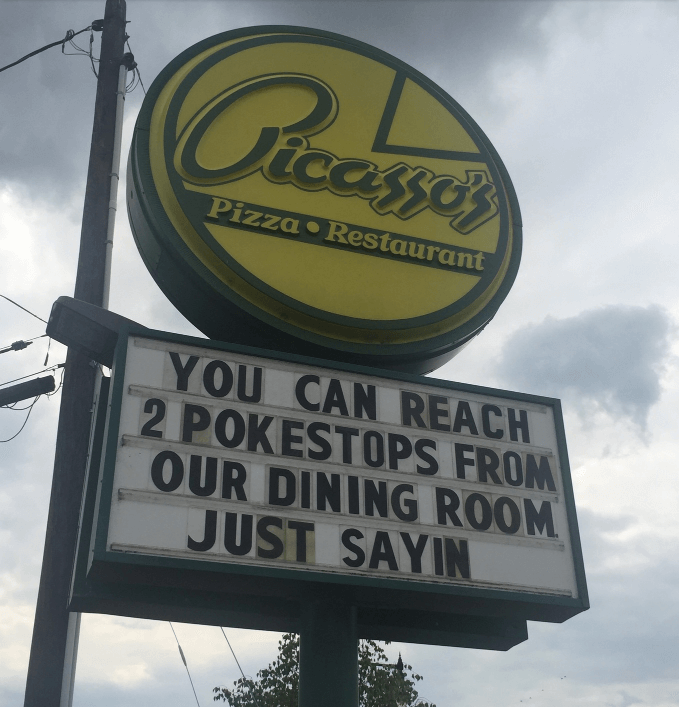 Picasso's
Pizza • Restaurant
YOU CAN REACH
2 POKESTOPS FROM
OUR DINING ROOM.
JUST SAYIN